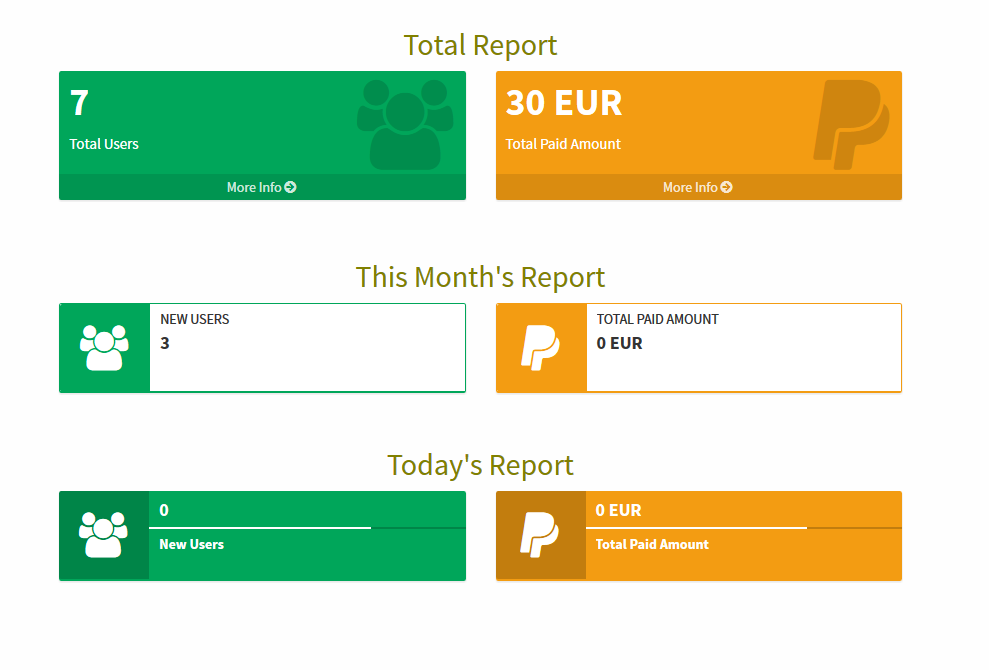 Total Report
7
Total Users
More Info
30 EUR
Total Paid Amount
More Info
This Month's Report
NEW USERS
3
TOTAL PAID AMOUNT
0 EUR
Today's Report
0
New Users
0 EUR
Total Paid Amount